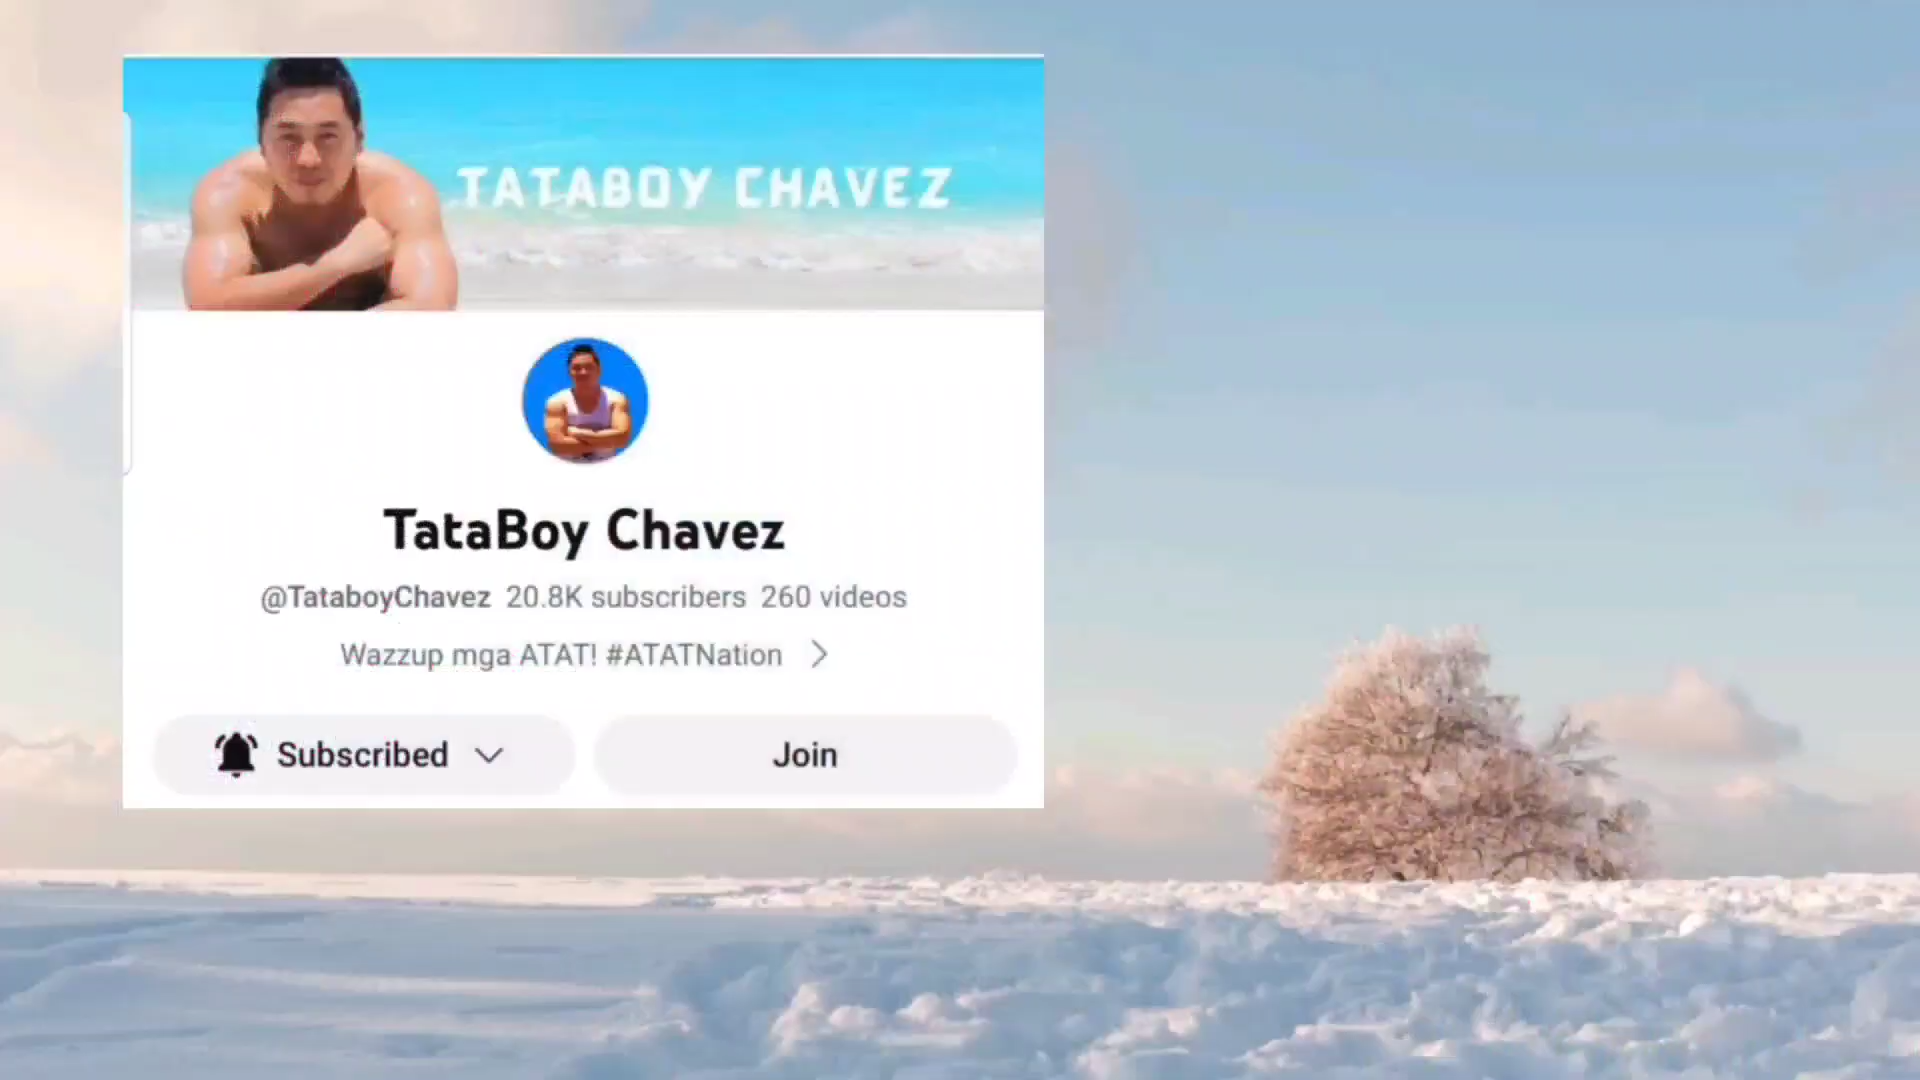 TATABOY CHAVEZ
TataBoy Chavez
@TataboyChavez 20.8K subscribers 260 videos
Wazzup mga ATAT! #ATATNation
Subscribed
Join